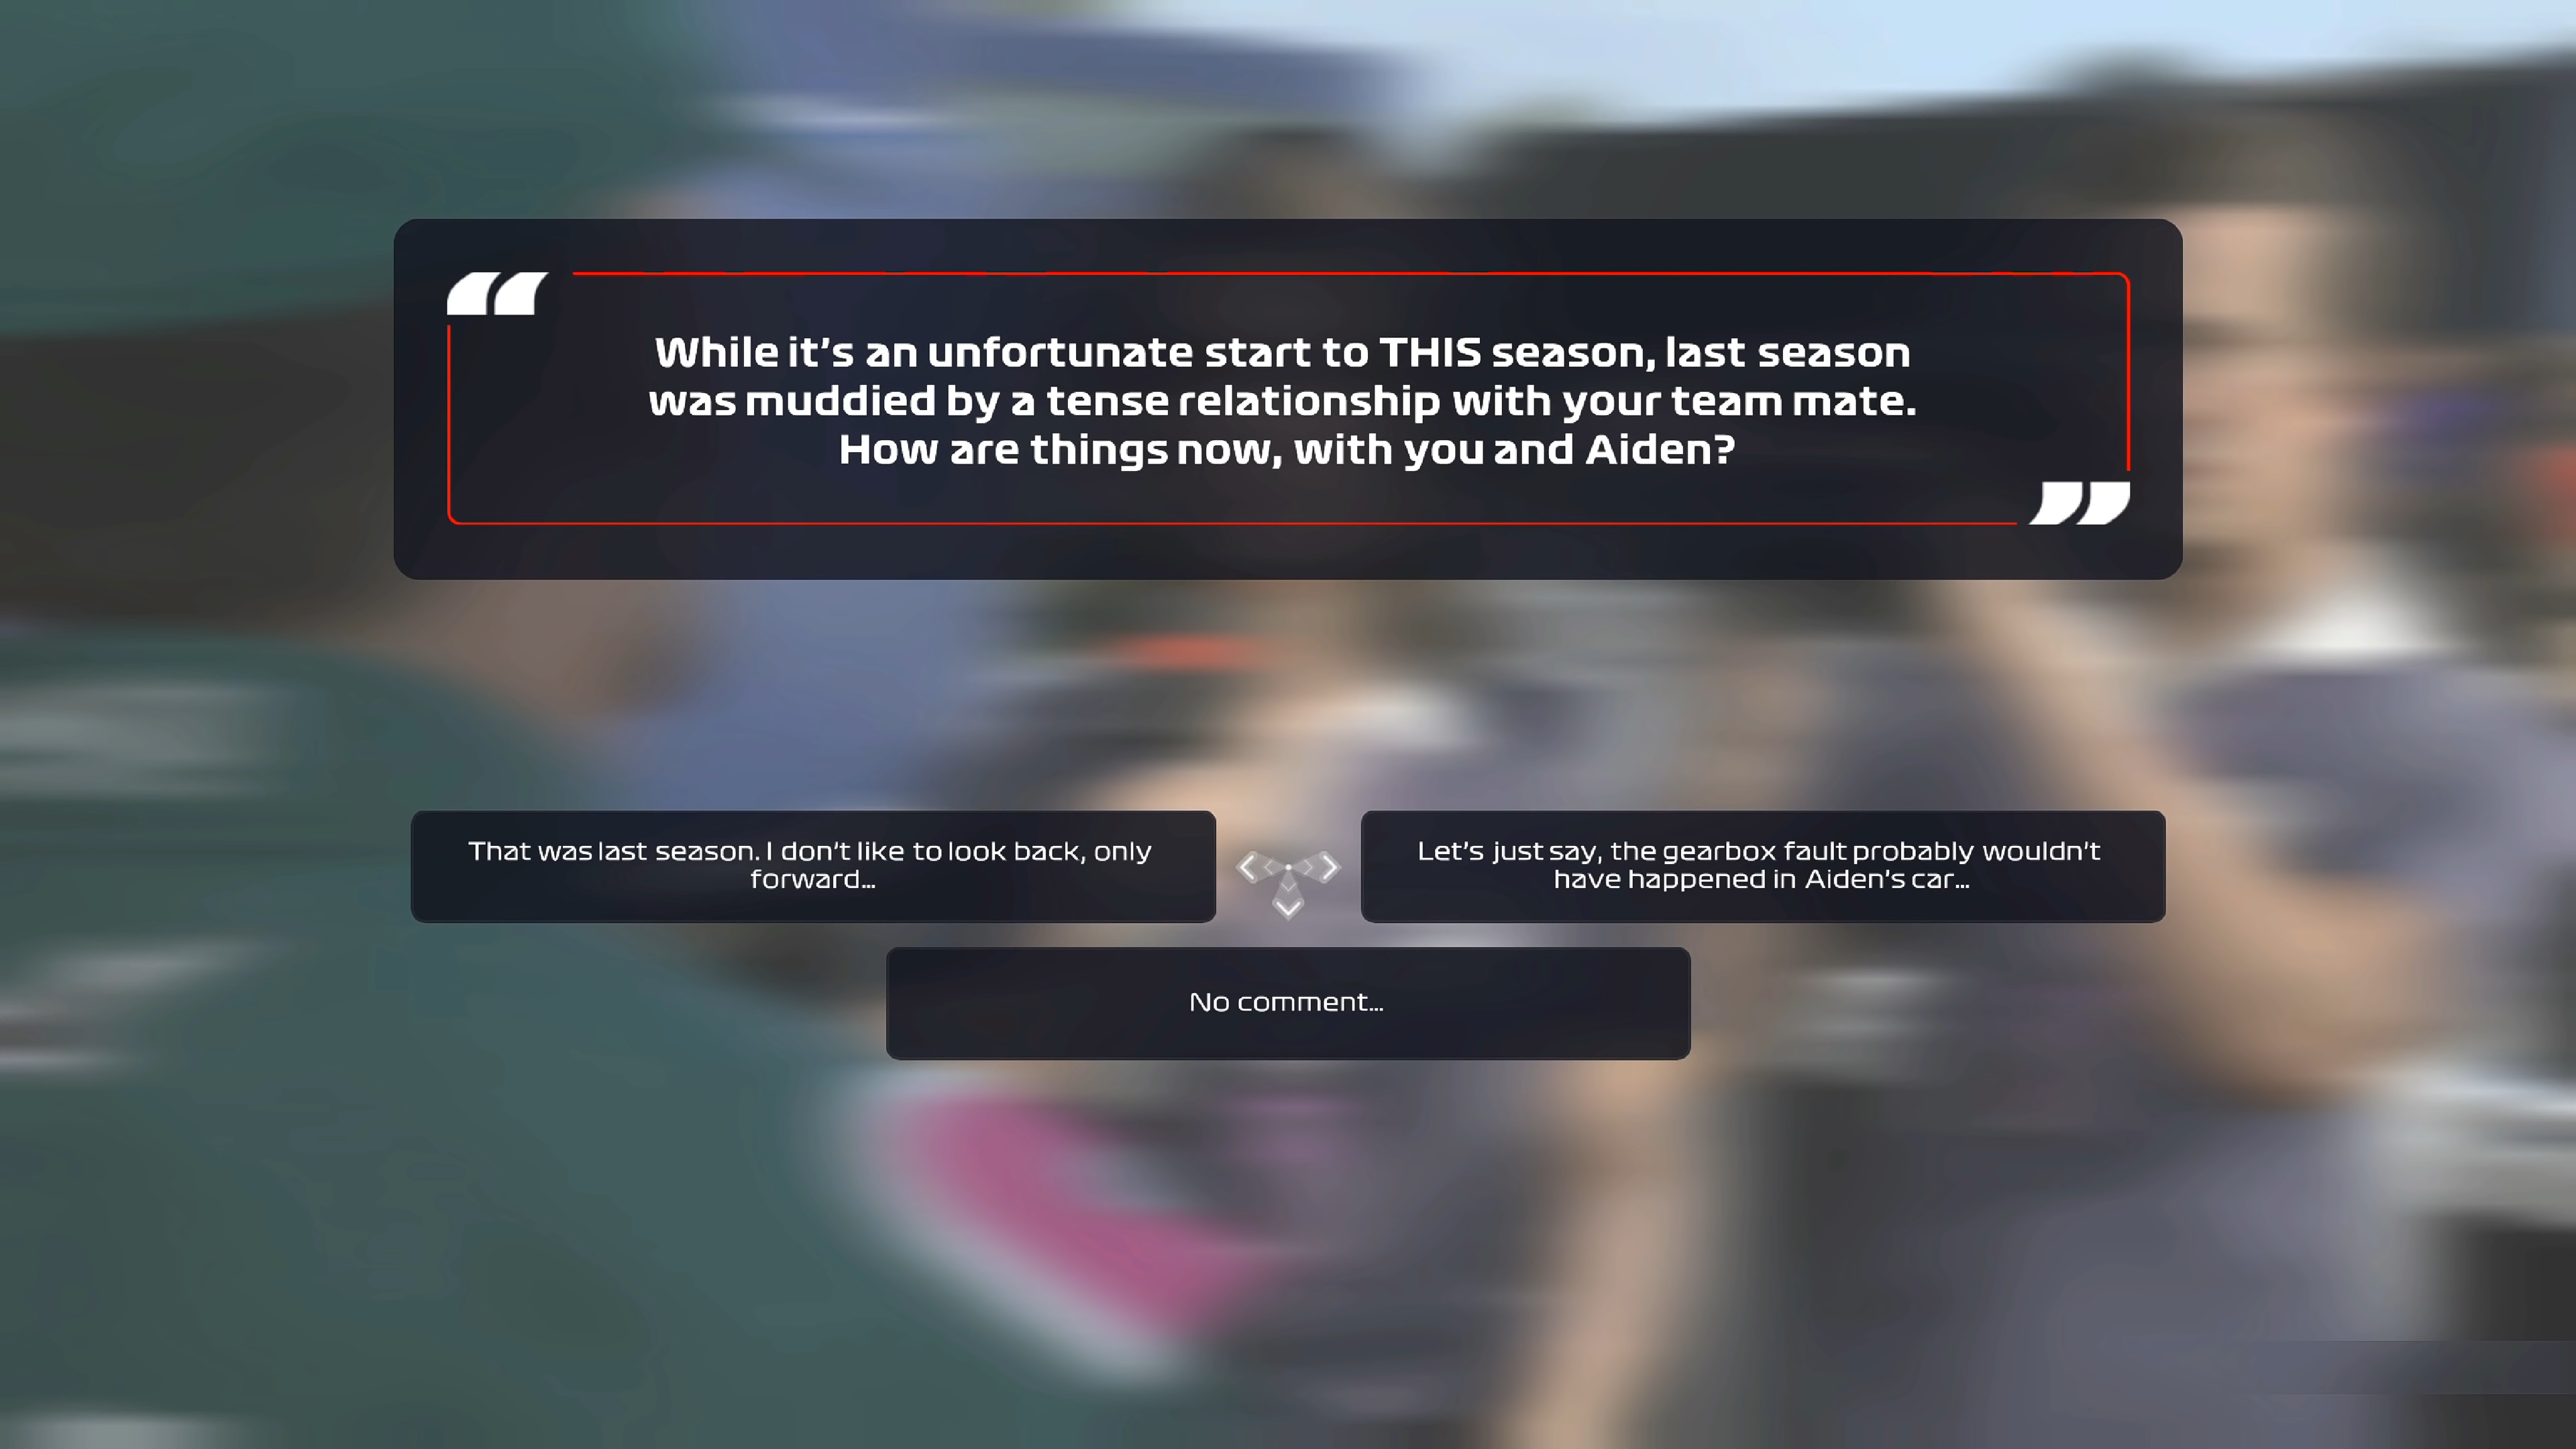 While it's an unfortunate start to THIS season, last season
was muddied by a tense relationship with your team mate.
How are things now, with you and Aiden?
That was last season. I don't like to look back, only
forward...
Let's just say, the gearbox fault probably wouldn't
have happened in Aiden's car...
No comment...